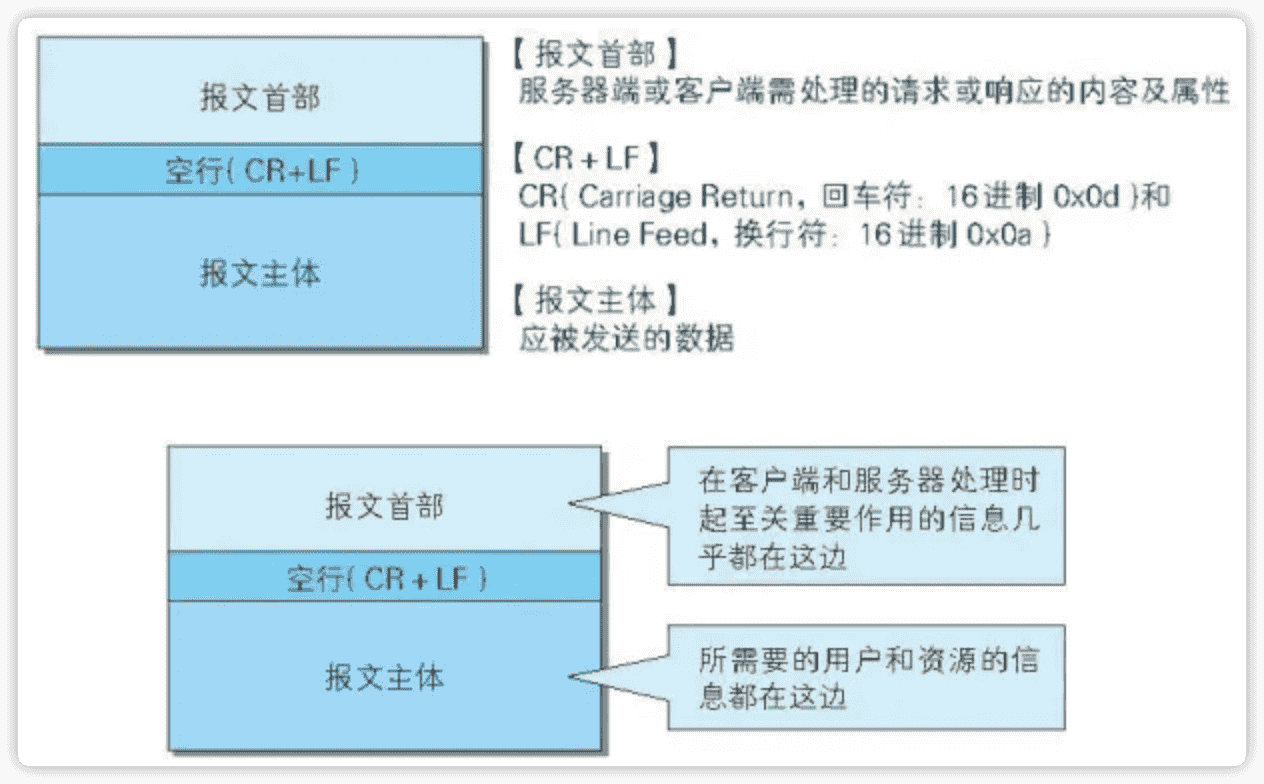 报文首部
空行( CR+LF )
报文主体
【 报文首部 】
服务器端或客户端需处理的请求或响应的内容及属性
【 CR + LF 】
CR( Carriage Return，回车符：16 进制 0x0d )和
LF( Line Feed，换行符：16 进制 0x0a )
【 报文主体 】
应被发送的数据
报文首部
空行( CR + LF )
报文主体
在客户端和服务器处理时
起至关重要作用的信息几
乎都在这边
所需要的用户和资源的信
息都在这边